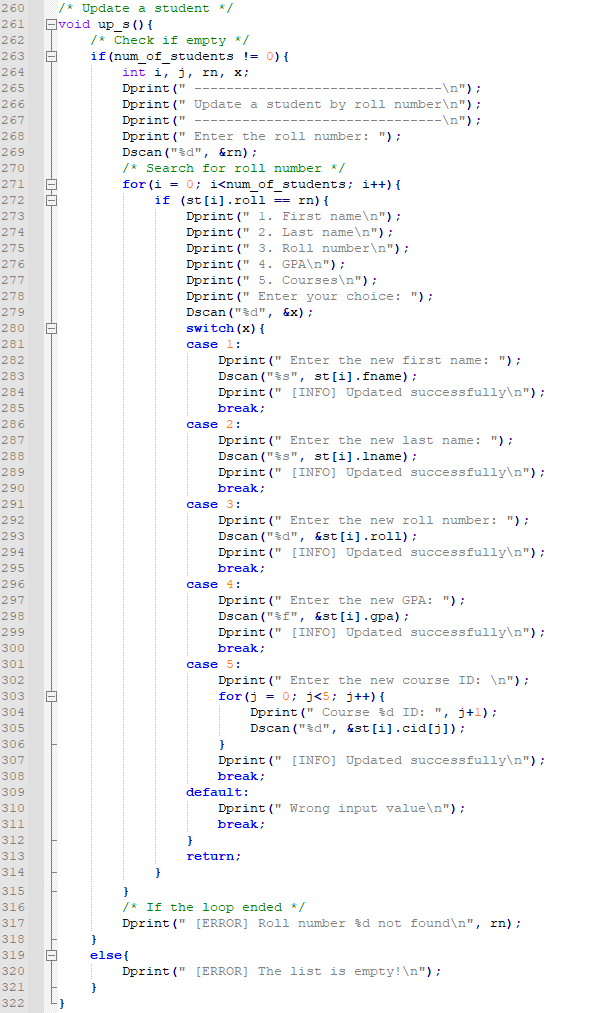 260 /* Update a student */
261 void up_s(){
262     /* Check if empty */
263     if(num_of_students != 0){
264         int i, j, rn, x;
265         Dprint(" -------------------------------\n");
266         Dprint(" Update a student by roll number\n");
267         Dprint(" -------------------------------\n");
268         Dprint(" Enter the roll number: ");
269         Dscan("%d", &rn);
270         /* Search for roll number */
271         for(i = 0; i<num_of_students; i++){
272             if (st[i].roll == rn){
273                 Dprint(" 1. First name\n");
274                 Dprint(" 2. Last name\n");
275                 Dprint(" 3. Roll number\n");
276                 Dprint(" 4. GPA\n");
277                 Dprint(" 5. Courses\n");
278                 Dprint(" Enter your choice: ");
279                 Dscan("%d", &x);
280                 switch(x){
281                 case 1:
282                     Dprint(" Enter the new first name: ");
283                     Dscan("%s", st[i].fname);
284                     Dprint(" [INFO] Updated successfully\n");
285                     break;
286                 case 2:
287                     Dprint(" Enter the new last name: ");
288                     Dscan("%s", st[i].lname);
289                     Dprint(" [INFO] Updated successfully\n");
290                     break;
291                 case 3:
292                     Dprint(" Enter the new roll number: ");
293                     Dscan("%d", &st[i].roll);
294                     Dprint(" [INFO] Updated successfully\n");
295                     break;
296                 case 4:
297                     Dprint(" Enter the new GPA: ");
298                     Dscan("%f", &st[i].gpa);
299                     Dprint(" [INFO] Updated successfully\n");
300                     break;
301                 case 5:
302                     Dprint(" Enter the new course ID: \n");
303                     for(j = 0; j<5; j++){
304                         Dprint(" Course %d ID: ", j+1);
305                         Dscan("%d", &st[i].cid[j]);
306                     }
307                     Dprint(" [INFO] Updated successfully\n");
308                     break;
309                 default:
310                     Dprint(" Wrong input value\n");
311                     break;
312                 }
313                 return;
314             }
315         }
316         /* If the loop ended */
317         Dprint(" [ERROR] Roll number %d not found\n", rn);
318     }
319     else{
320         Dprint(" [ERROR] The list is empty!\n");
321     }
322 }